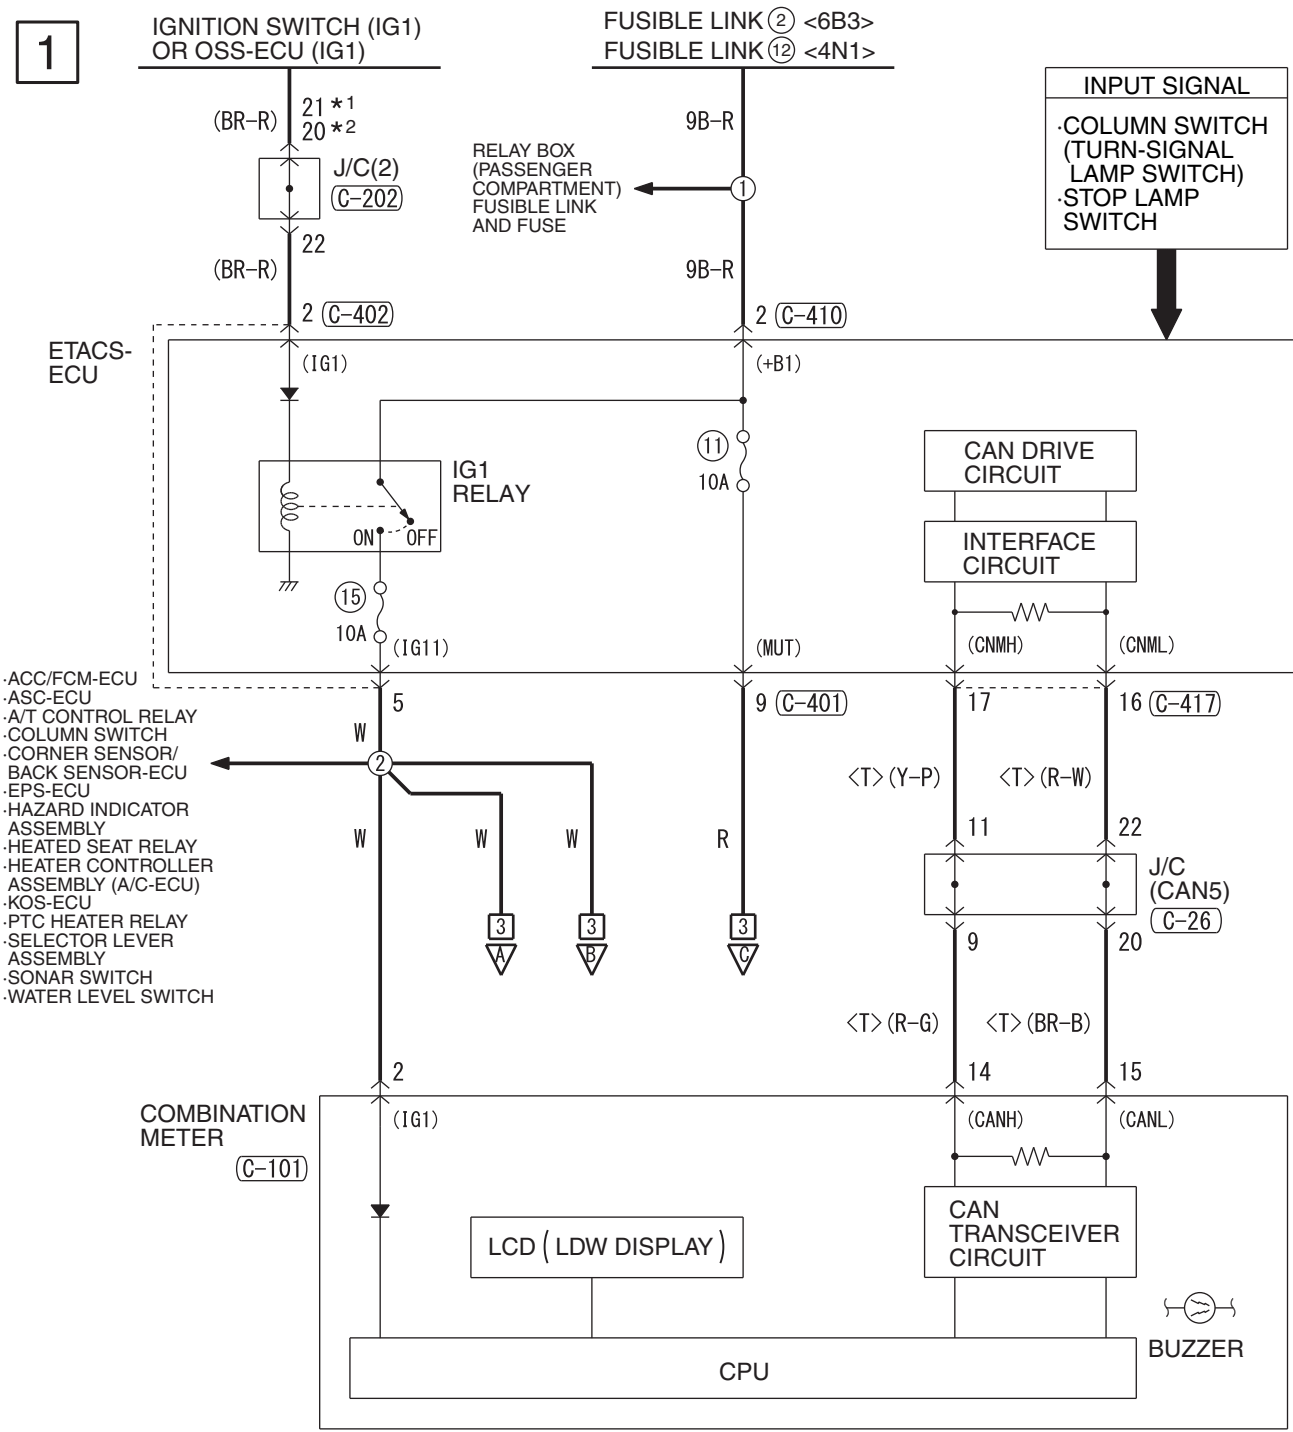 1
IGNITION SWITCH (IG1)
OR OSS-ECU (IG1)
FUSIBLE LINK ② <6B3>
FUSIBLE LINK ⑫ <4N1>
INPUT SIGNAL
·COLUMN SWITCH
(TURN-SIGNAL
LAMP SWITCH)
·STOP LAMP
SWITCH
(BR-R)
21 *1
20 *2
J/C(2)
C-202
22
(BR-R)
2 C-402
9B-R
RELAY BOX
(PASSENGER
COMPARTMENT)
FUSIBLE LINK
AND FUSE
①
9B-R
2 C-410
ETACS-
ECU
(IG1)
(+B1)
IG1
RELAY
ON OFF
⑮
10A
(IG11)
⑪
10A
(MUT)
CAN DRIVE
CIRCUIT
INTERFACE
CIRCUIT
(CNMH)
(CNML)
5
9 C-401
17
16 C-417
·ACC/FCM-ECU
·ASC-ECU
·A/T CONTROL RELAY
·COLUMN SWITCH
·CORNER SENSOR/
BACK SENSOR-ECU
·EPS-ECU
·HAZARD INDICATOR
ASSEMBLY
·HEATED SEAT RELAY
·HEATER CONTROLLER
ASSEMBLY (A/C-ECU)
·KOS-ECU
·PTC HEATER RELAY
·SELECTOR LEVER
ASSEMBLY
·SONAR SWITCH
·WATER LEVEL SWITCH
W
②
W
W
W
R
3
A
3
B
3
C
<T>(Y-P)
<T>(R-W)
11
22
J/C
(CAN5)
C-26
9
20
<T>(R-G)
<T>(BR-B)
2
14
15
COMBINATION
METER
C-101
(IG1)
(CANH)
(CANL)
LCD (LDW DISPLAY)
CAN
TRANSCEIVER
CIRCUIT
BUZZER
CPU